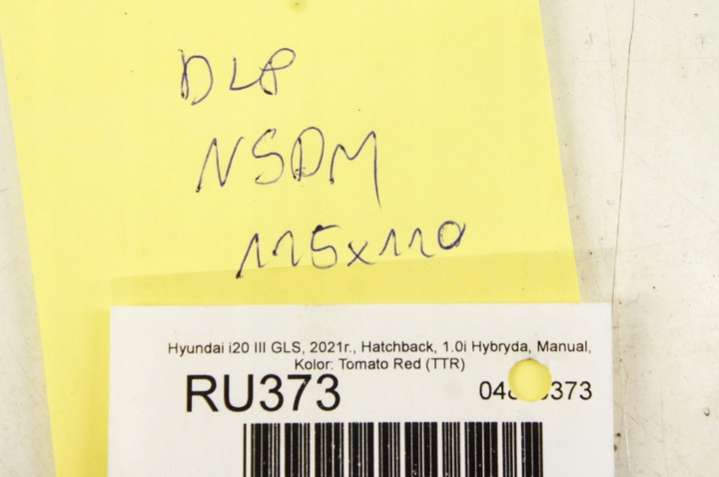 DLP
NSDM
115x110
Hyundai i20 III GLS, 2021r., Hatchback, 1.0i Hybryda, Manual,
Kolor: Tomato Red (TTR)
RU373